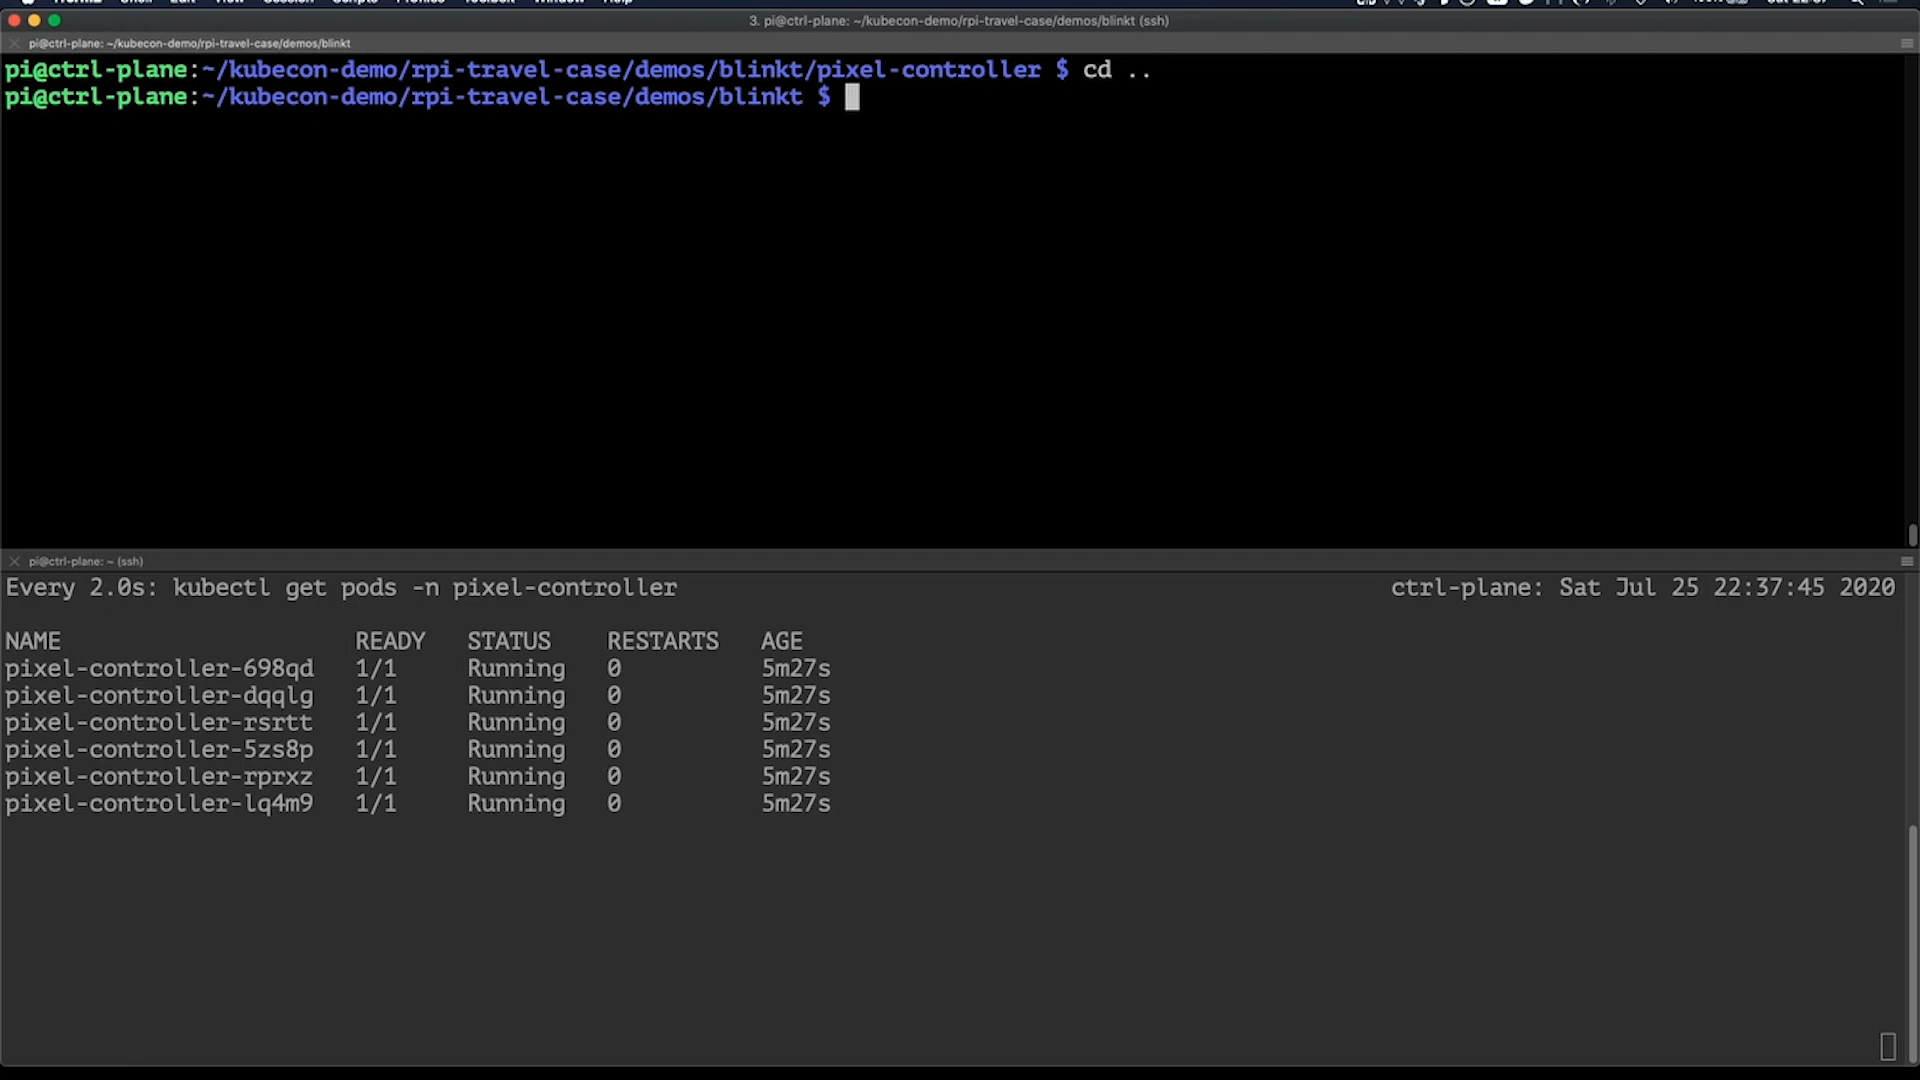 3. pi@ctrl-plane: ~/kubecon-demo/rpi-travel-case/demos/blinkt (ssh)
pi@ctrl-plane: ~/kubecon-demo/rpi-travel-case/demos/blinkt
pi@ctrl-plane:~/kubecon-demo/rpi-travel-case/demos/blinkt/pixel-controller $ cd ..
pi@ctrl-plane:~/kubecon-demo/rpi-travel-case/demos/blinkt $
pi@ctrl-plane: ~ (ssh)
Every 2.0s: kubectl get pods -n pixel-controller ctrl-plane: Sat Jul 25 22:37:45 2020
NAME READY STATUS RESTARTS AGE
pixel-controller-698qd 1/1 Running 0 5m27s
pixel-controller-dqqlg 1/1 Running 0 5m27s
pixel-controller-rsrtt 1/1 Running 0 5m27s
pixel-controller-5zs8p 1/1 Running 0 5m27s
pixel-controller-rprxz 1/1 Running 0 5m27s
pixel-controller-lq4m9 1/1 Running 0 5m27s